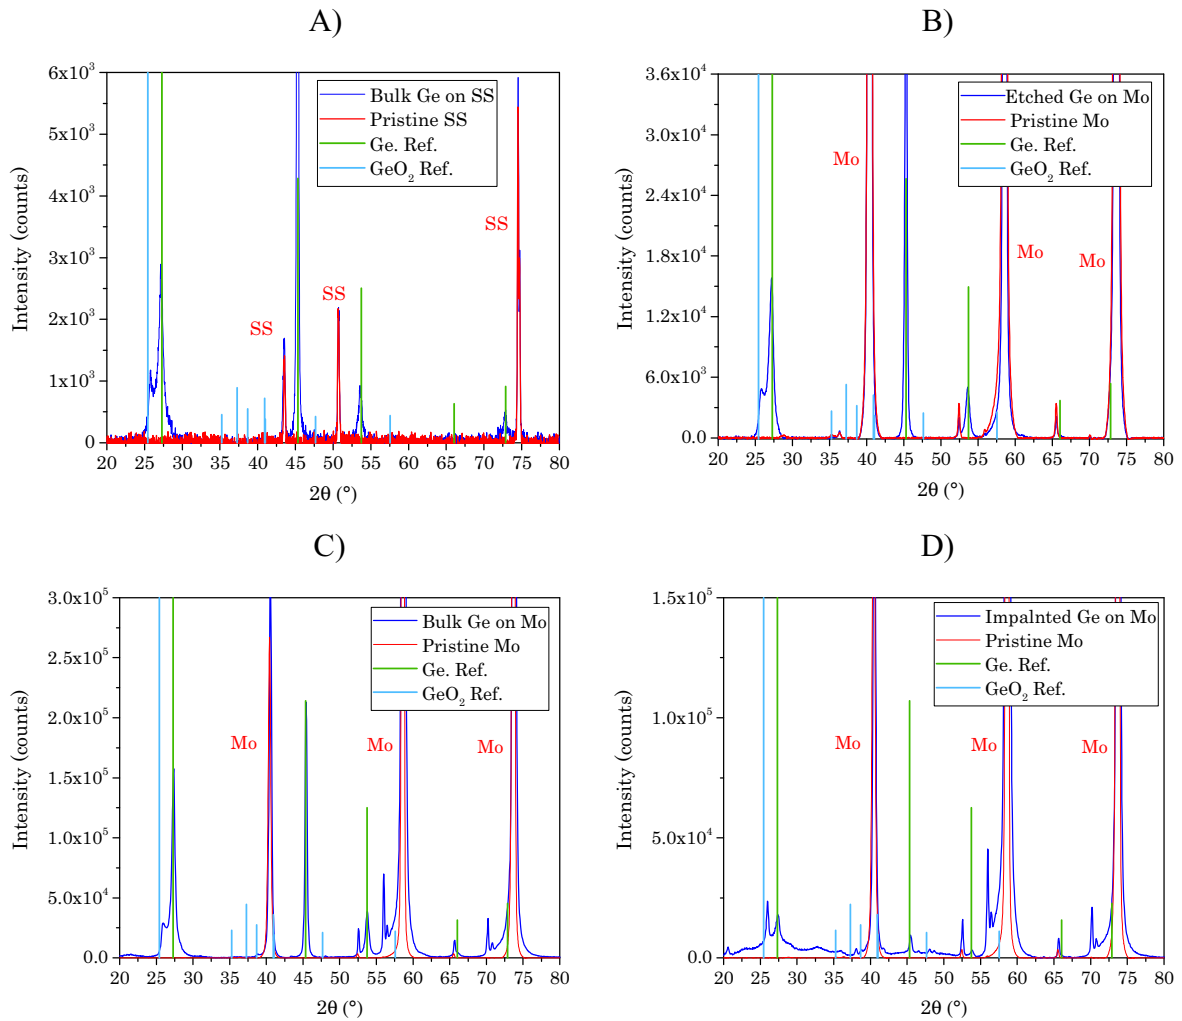 A)
B)
6x10³
5x10³
4x10³
3x10³
2x10³
1x10³
0
Intensity (counts)
Bulk Ge on SS
Pristine SS
Ge. Ref.
GeO₂ Ref.
SS
SS
SS
20 25 30 35 40 45 50 55 60 65 70 75 80
2θ (°)
3.6x10⁴
3.0x10⁴
2.4x10⁴
1.8x10⁴
1.2x10⁴
6.0x10³
0.0
Intensity (counts)
Etched Ge on Mo
Pristine Mo
Ge. Ref.
GeO₂ Ref.
Mo
Mo
Mo
20 25 30 35 40 45 50 55 60 65 70 75 80
2θ (°)
C)
D)
3.0x10⁵
2.5x10⁵
2.0x10⁵
1.5x10⁵
1.0x10⁵
5.0x10⁴
0.0
Intensity (counts)
Bulk Ge on Mo
Pristine Mo
Ge. Ref.
GeO₂ Ref.
Mo
Mo
Mo
20 25 30 35 40 45 50 55 60 65 70 75 80
2θ (°)
1.5x10⁵
1.0x10⁵
5.0x10⁴
0.0
Intensity (counts)
Impalnted Ge on Mo
Pristine Mo
Ge. Ref.
GeO₂ Ref.
Mo
Mo
Mo
20 25 30 35 40 45 50 55 60 65 70 75 80
2θ (°)